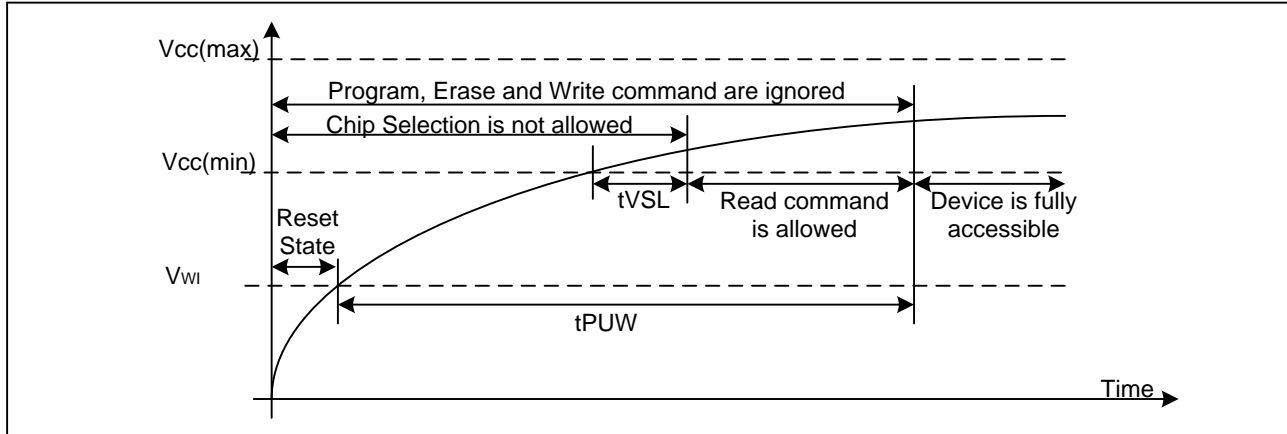 Vcc(max)
Program, Erase and Write command are ignored
Chip Selection is not allowed
Vcc(min)
tVSL
Read command
is allowed
Device is fully
accessible
Reset
State
VWI
tPUW
Time